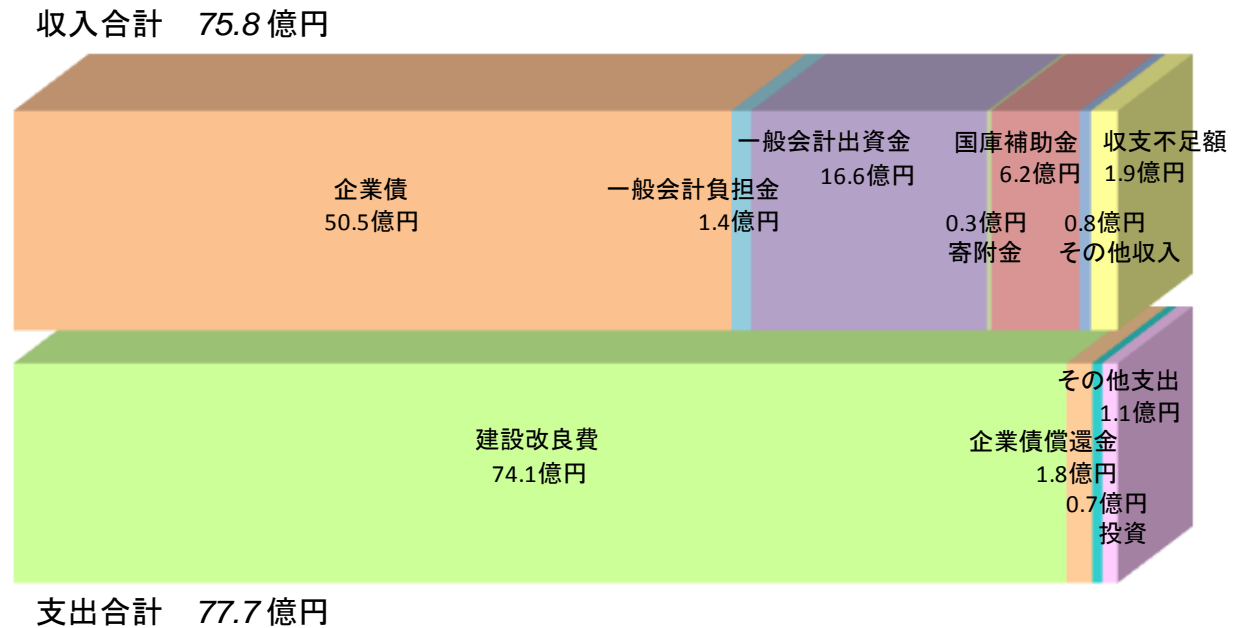 収入合計 75.8億円
企業債
50.5億円
一般会計負担金
1.4億円
一般会計出資金
16.6億円
0.3億円
寄附金
国庫補助金
6.2億円
0.8億円
その他収入
収支不足額
1.9億円
建設改良費
74.1億円
企業債償還金
1.8億円
0.7億円
投資
その他支出
1.1億円
支出合計 77.7億円